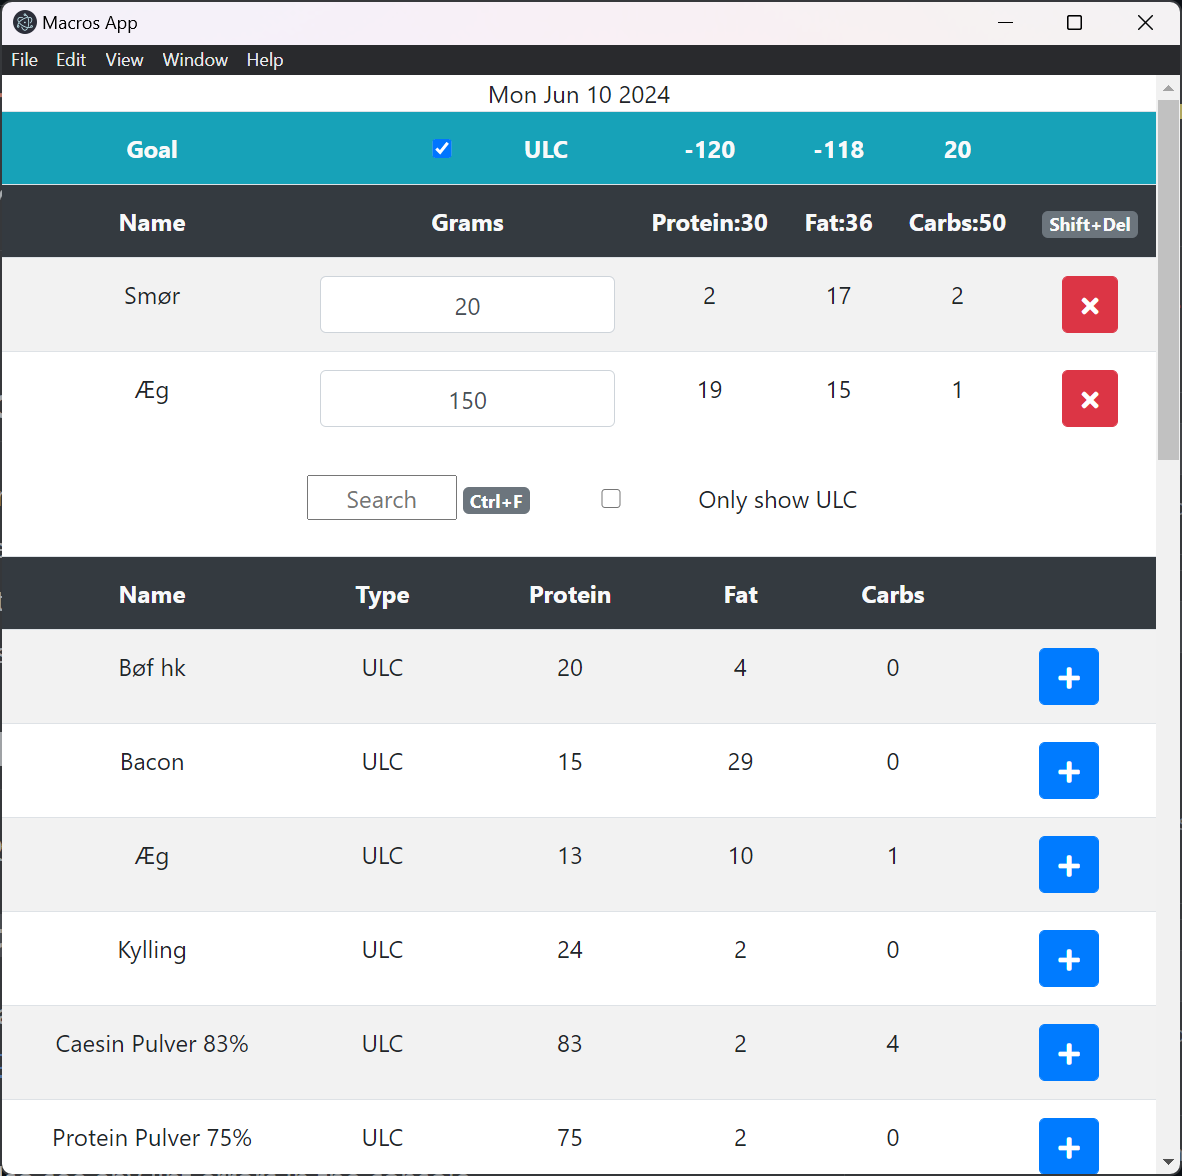 Macros App
File Edit View Window Help
Mon Jun 10 2024
Goal ULC -120 -118 20
Name Grams Protein:30 Fat:36 Carbs:50 Shift+Del
Smør 20 2 17 2
Æg 150 19 15 1
Search Ctrl+F Only show ULC
Name Type Protein Fat Carbs
Bøf hk ULC 20 4 0
Bacon ULC 15 29 0
Æg ULC 13 10 1
Kylling ULC 24 2 0
Caesin Pulver 83% ULC 83 2 4
Protein Pulver 75% ULC 75 2 0